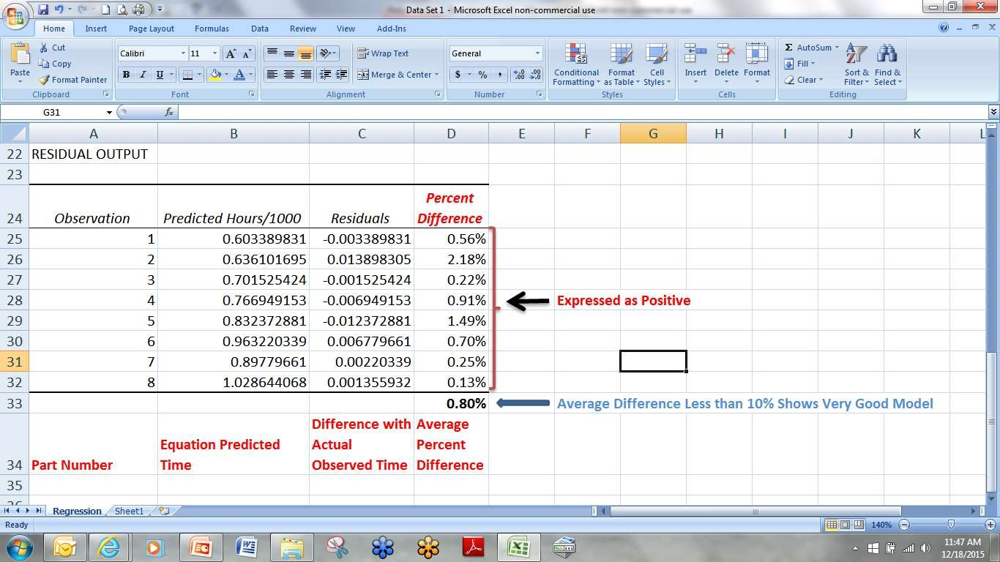 Data Set 1 - Microsoft Excel non-commercial use
Home Insert Page Layout Formulas Data Review View Add-Ins
Paste
Cut
Copy
Format Painter
Clipboard
Calibri 11
B I U
Font
Wrap Text
Merge & Center
Alignment
General
$ % ,
Number
Conditional Formatting
Format as Table
Cell Styles
Styles
Insert Delete Format
Cells
Σ AutoSum
Fill
Clear
Sort & Filter
Find & Select
Editing
G31 fx
A B C D E F G H I J K L
22 RESIDUAL OUTPUT
23
Percent
24 Observation Predicted Hours/1000 Residuals Difference
25 1 0.603389831 -0.003389831 0.56%
26 2 0.636101695 0.013898305 2.18%
27 3 0.701525424 -0.001525424 0.22%
28 4 0.766949153 -0.006949153 0.91% Expressed as Positive
29 5 0.832372881 -0.012372881 1.49%
30 6 0.963220339 0.006779661 0.70%
31 7 0.89779661 0.00220339 0.25%
32 8 1.028644068 0.001355932 0.13%
33 0.80% Average Difference Less than 10% Shows Very Good Model
Difference with Average
Equation Predicted Actual Percent
34 Part Number Time Observed Time Difference
35
Regression Sheet1
Ready 140%
11:47 AM
12/18/2015